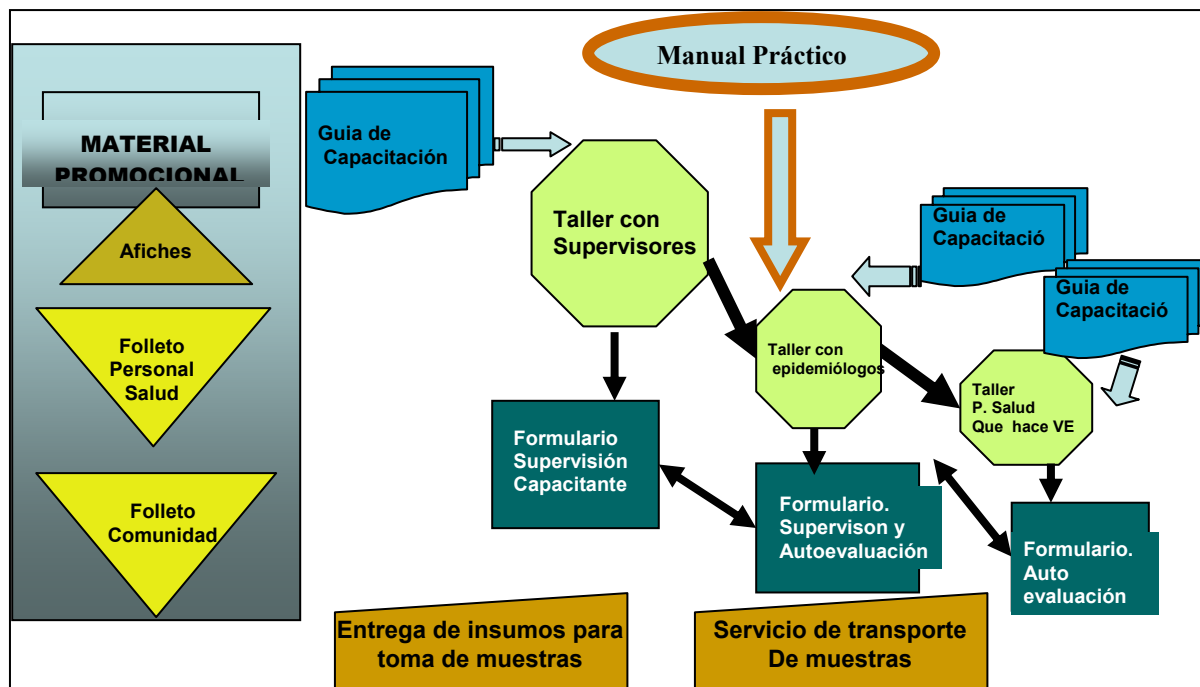 Manual Práctico
MATERIAL
PROMOCIONAL
Afiches
Folleto
Personal
Salud
Folleto
Comunidad
Guia de
Capacitación
Taller con
Supervisores
Guia de
Capacitació
Guia de
Capacitació
Taller con
epidemiólogos
Taller
P. Salud
Que hace VE
Formulario
Supervisión
Capacitante
Formulario.
Supervison y
Autoevaluación
Formulario.
Auto
evaluación
Entrega de insumos para
toma de muestras
Servicio de transporte
De muestras